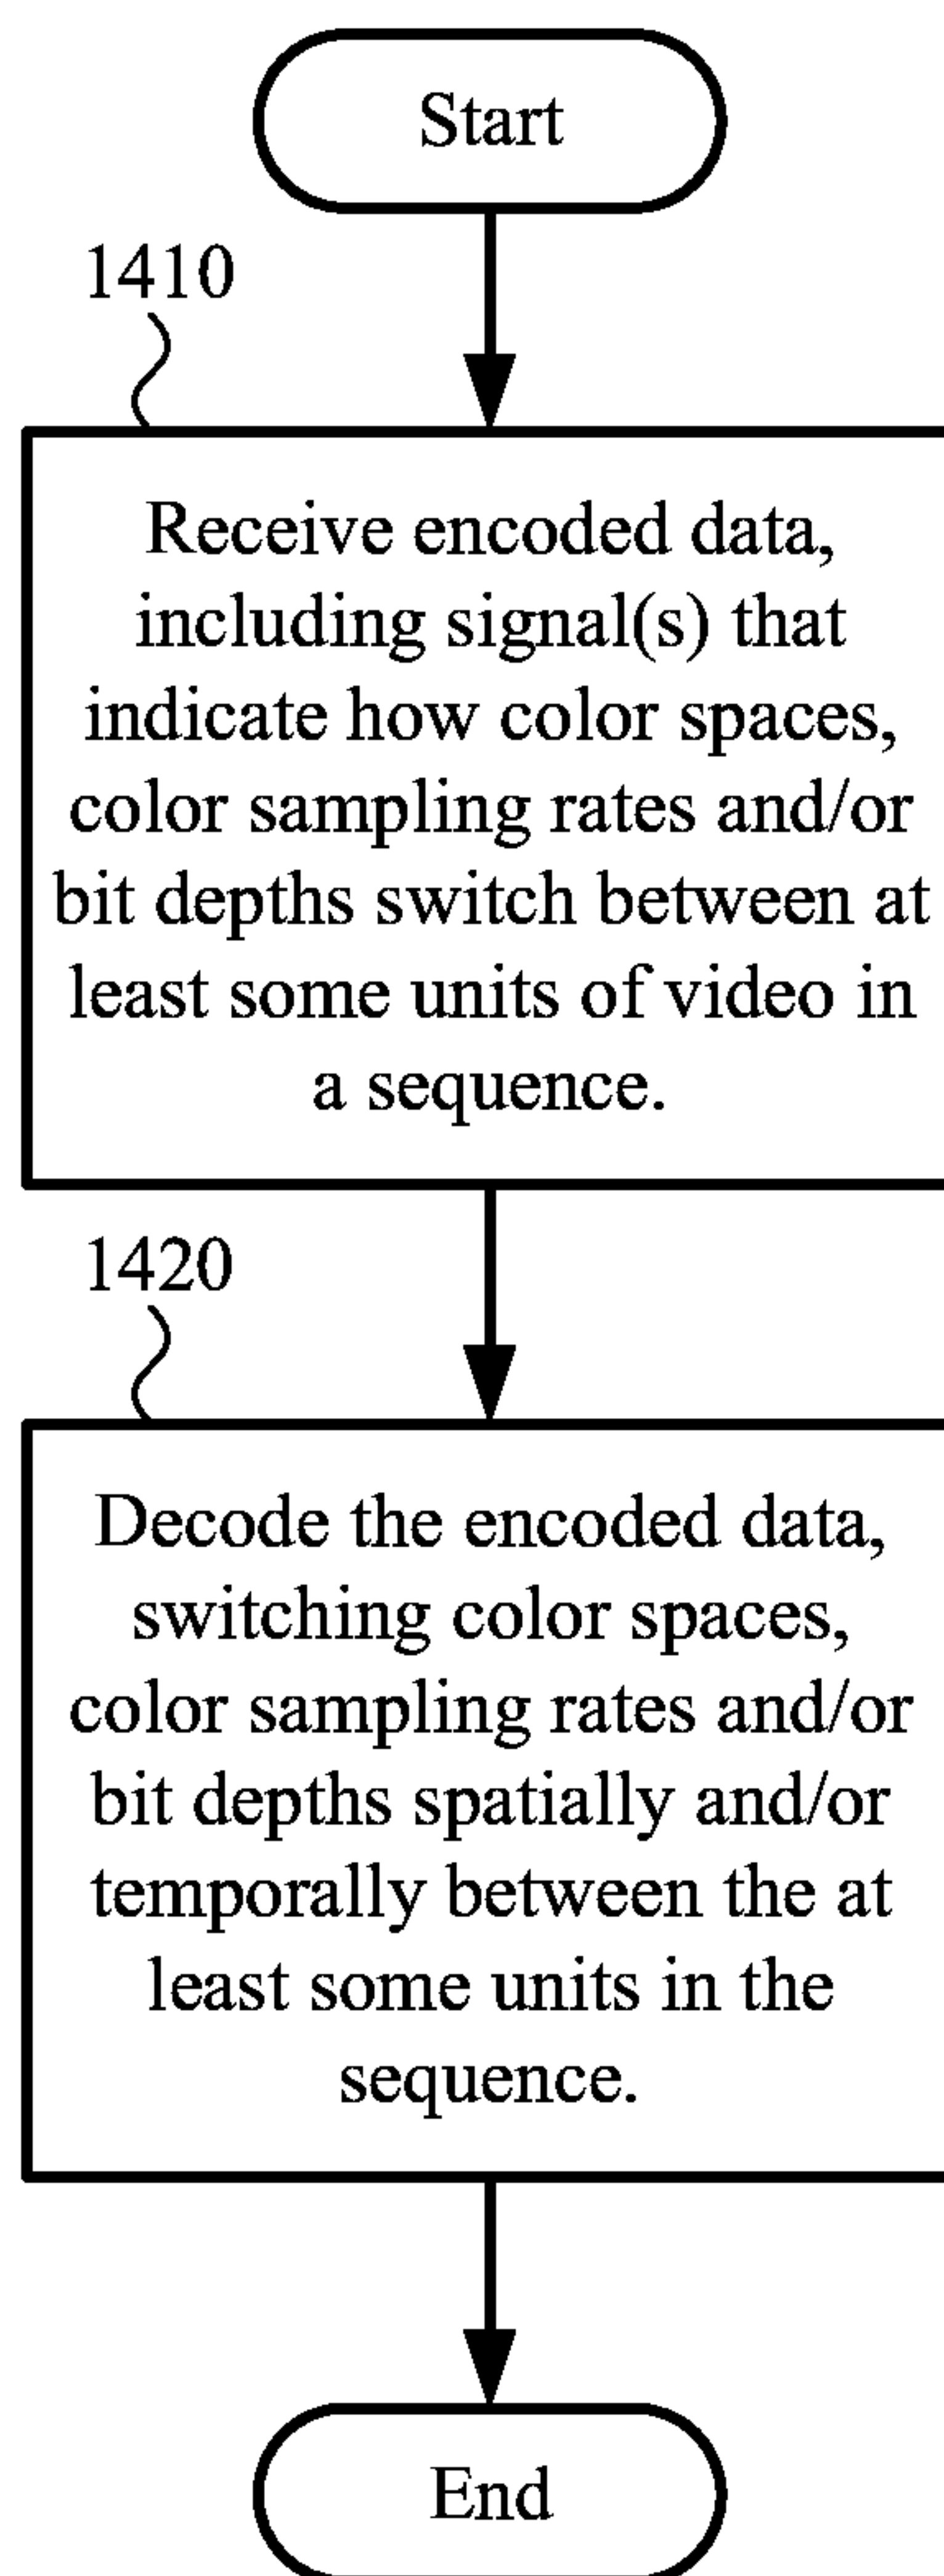 Start
1410
Receive encoded data,
including signal(s) that
indicate how color spaces,
color sampling rates and/or
bit depths switch between at
least some units of video in
a sequence.
1420
Decode the encoded data,
switching color spaces,
color sampling rates and/or
bit depths spatially and/or
temporally between the at
least some units in the
sequence.
End